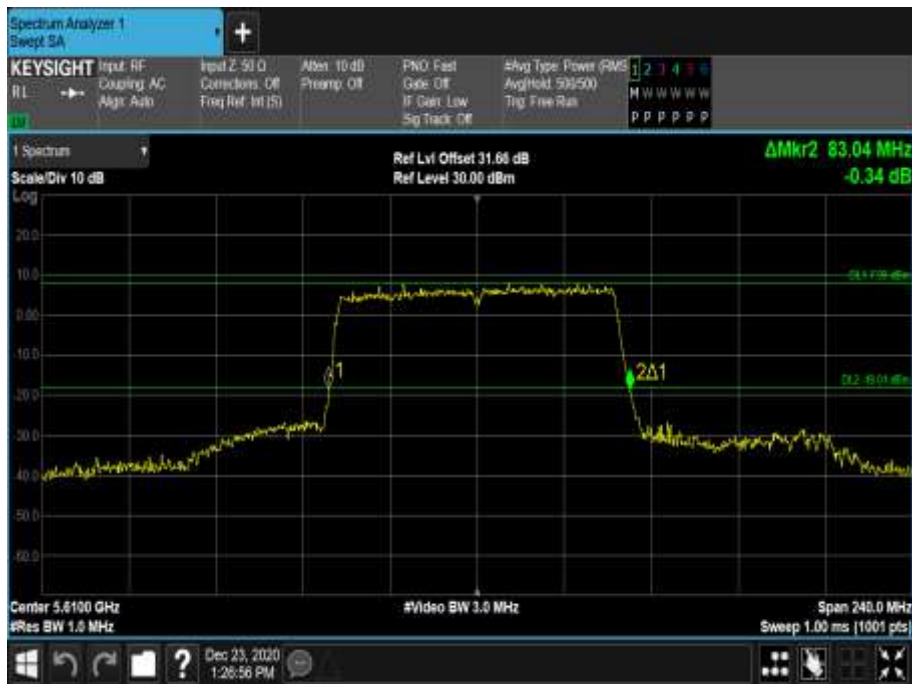 Spectrum Analyzer 1
Swept SA
+
KEYSIGHT
RL
Input: RF
Coupling: AC
Align: Auto
Input Z: 50 Ω
Corrections: Off
Freq Ref: Int (S)
Atten: 10 dB
Preamp: Off
PNO: Fast
Gate: Off
IF Gain: Low
Sig Track: Off
#Avg Type: Power (RMS
Avg|Hold: 500/500
Trig: Free Run
1 2 3 4 5 6
M W W W W W
P P P P P P
1 Spectrum
Scale/Div 10 dB
Log
Ref Lvl Offset 31.66 dB
Ref Level 30.00 dBm
ΔMkr2 83.04 MHz
-0.34 dB
20.0
10.0
0.00
-10.0
-20.0
-30.0
-40.0
-50.0
-60.0
1
2Δ1
Center 5.6100 GHz
#Res BW 1.0 MHz
#Video BW 3.0 MHz
Span 240.0 MHz
Sweep 1.00 ms (1001 pts)
?
Dec 23, 2020
1:26:56 PM